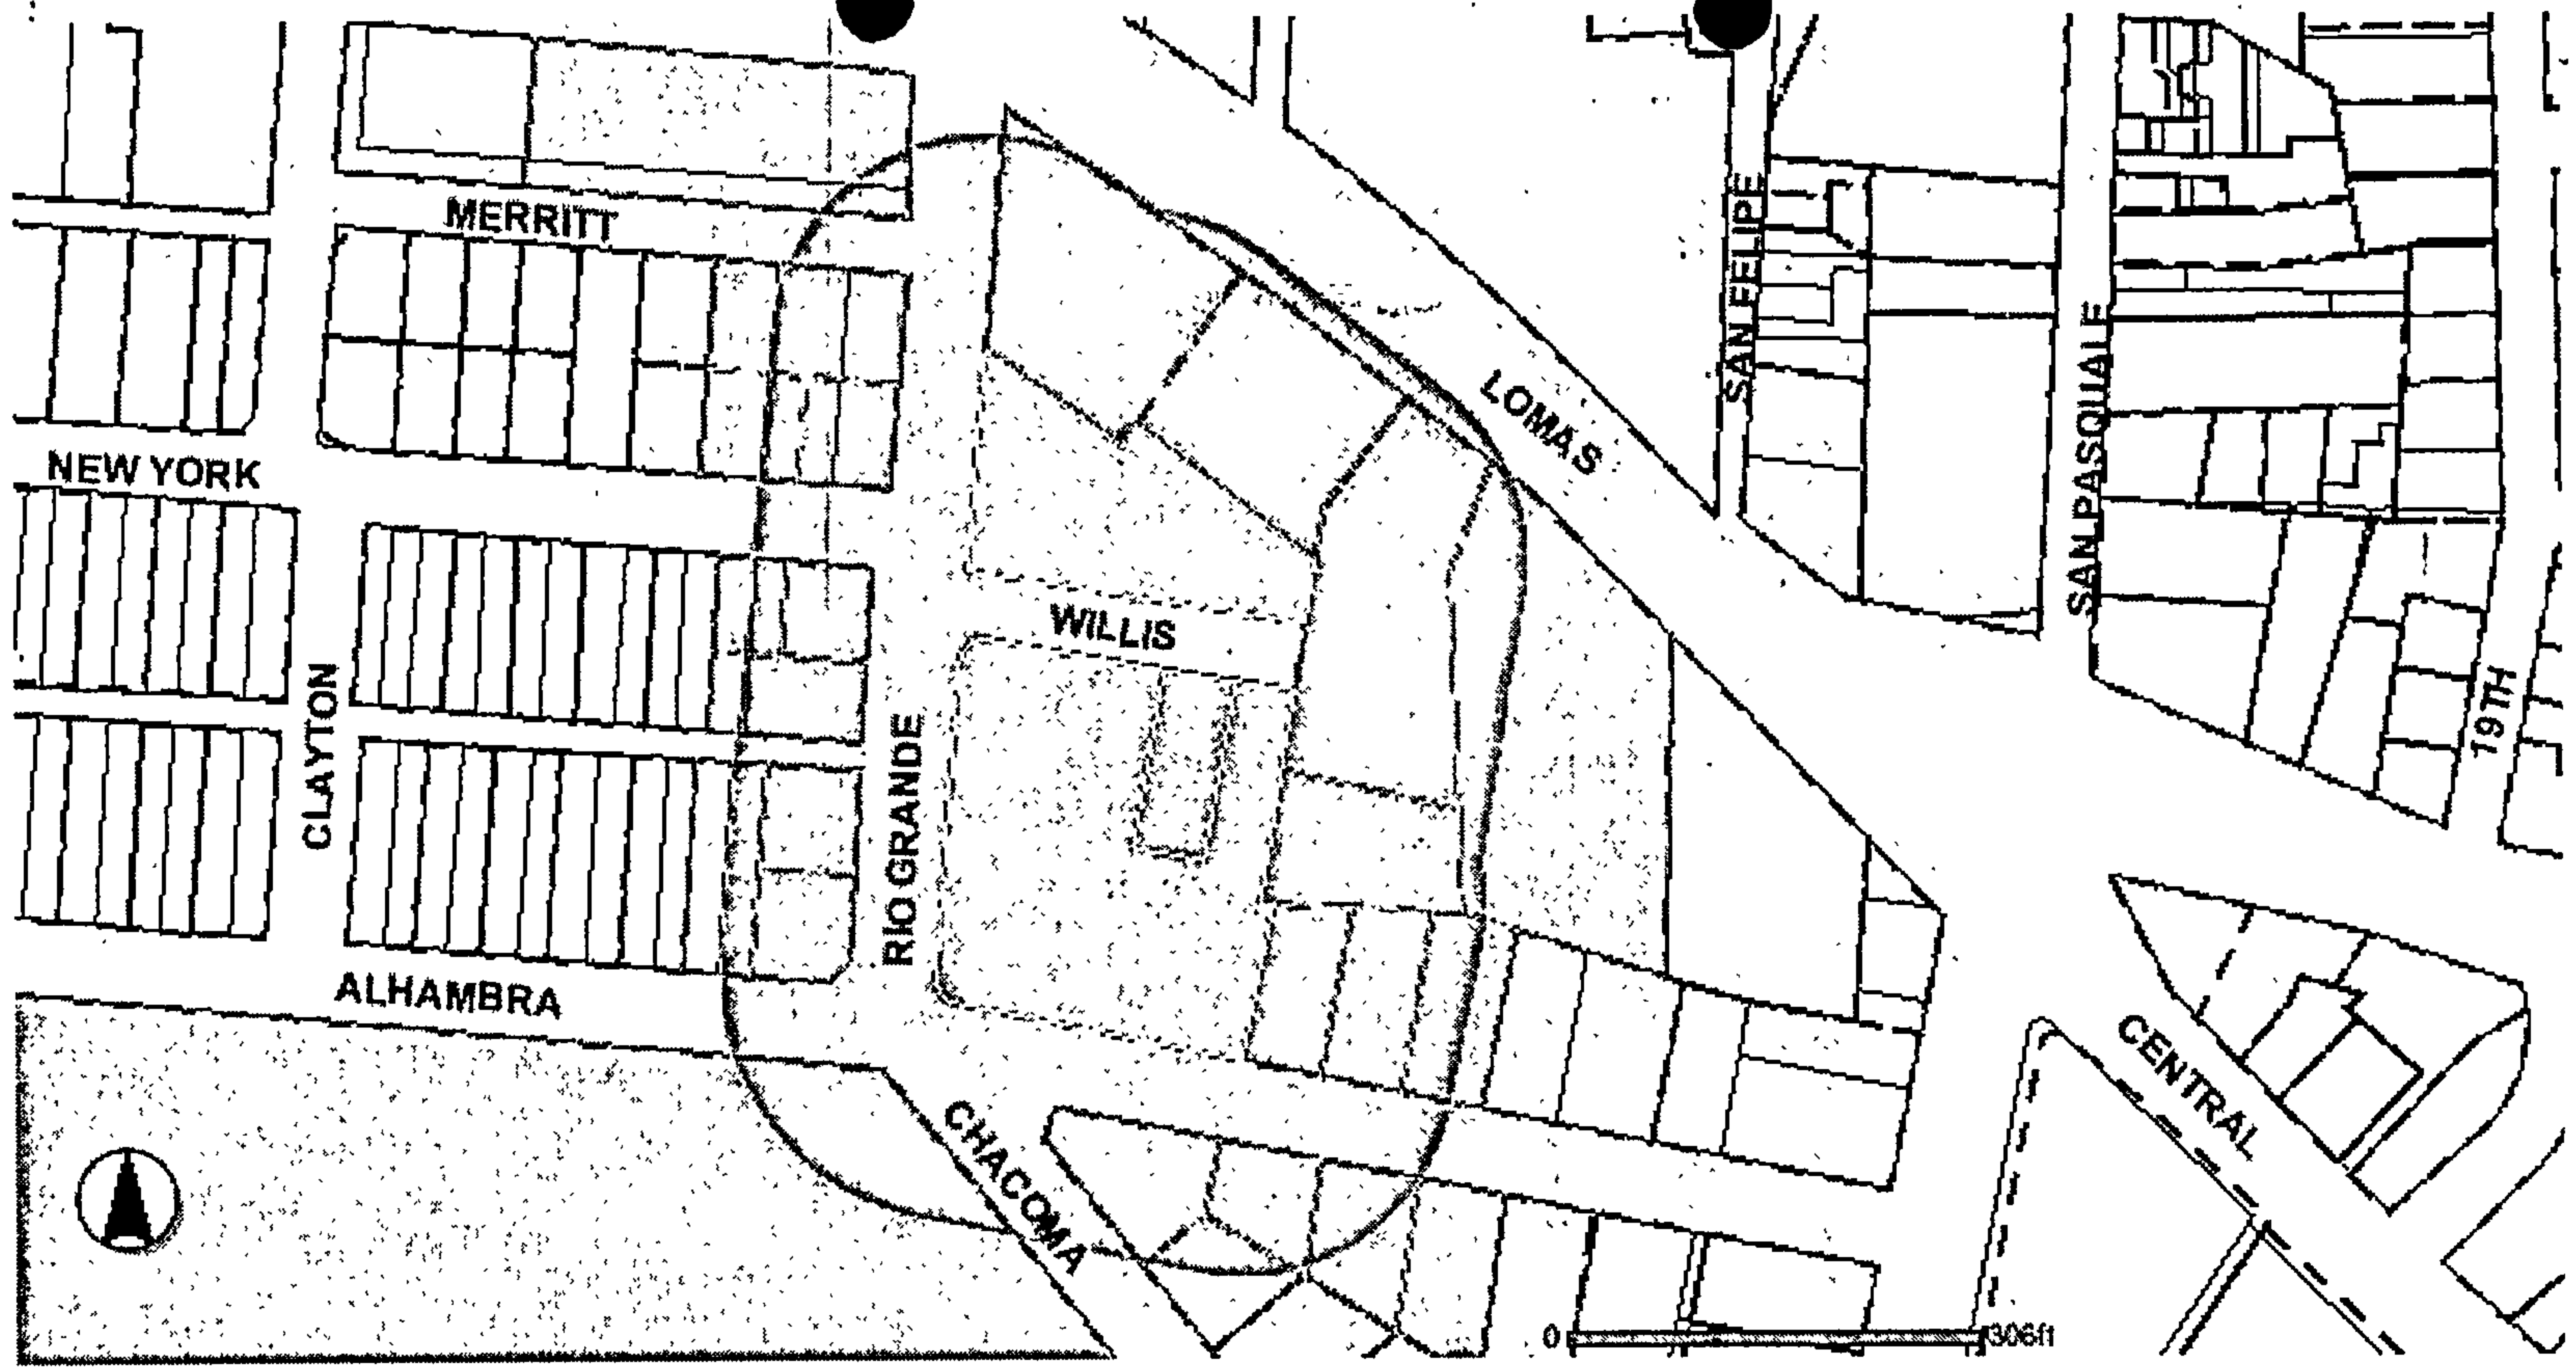 MERRITT
SAN FELIPE
LOMAS
SAN PASQUALE
NEW YORK
WILLIS
CLAYTON
RIO GRANDE
19TH
ALHAMBRA
CHACOMA
CENTRAL
0 306ft